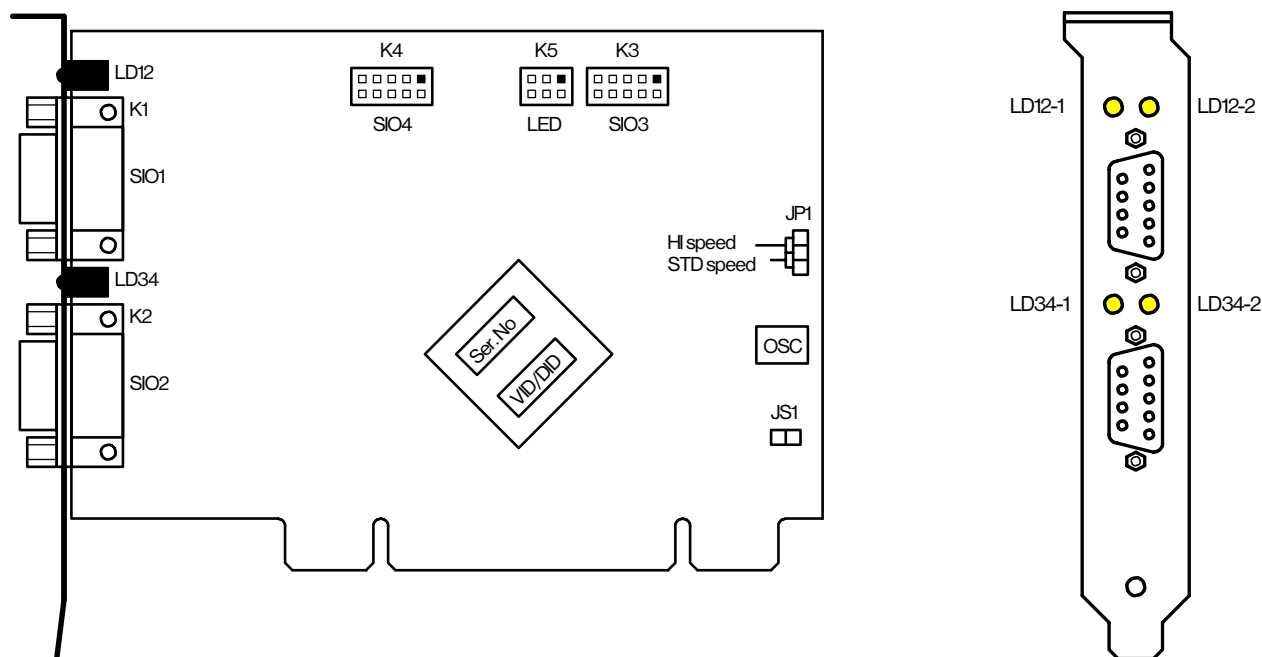 K4
K5
K3
LD12
LD12-1
LD12-2
K1
SIO4
LED
SIO3
SIO1
JP1
HI speed
STD speed
LD34
LD34-1
LD34-2
K2
Ser. No
OSC
VID/DID
SIO2
JS1